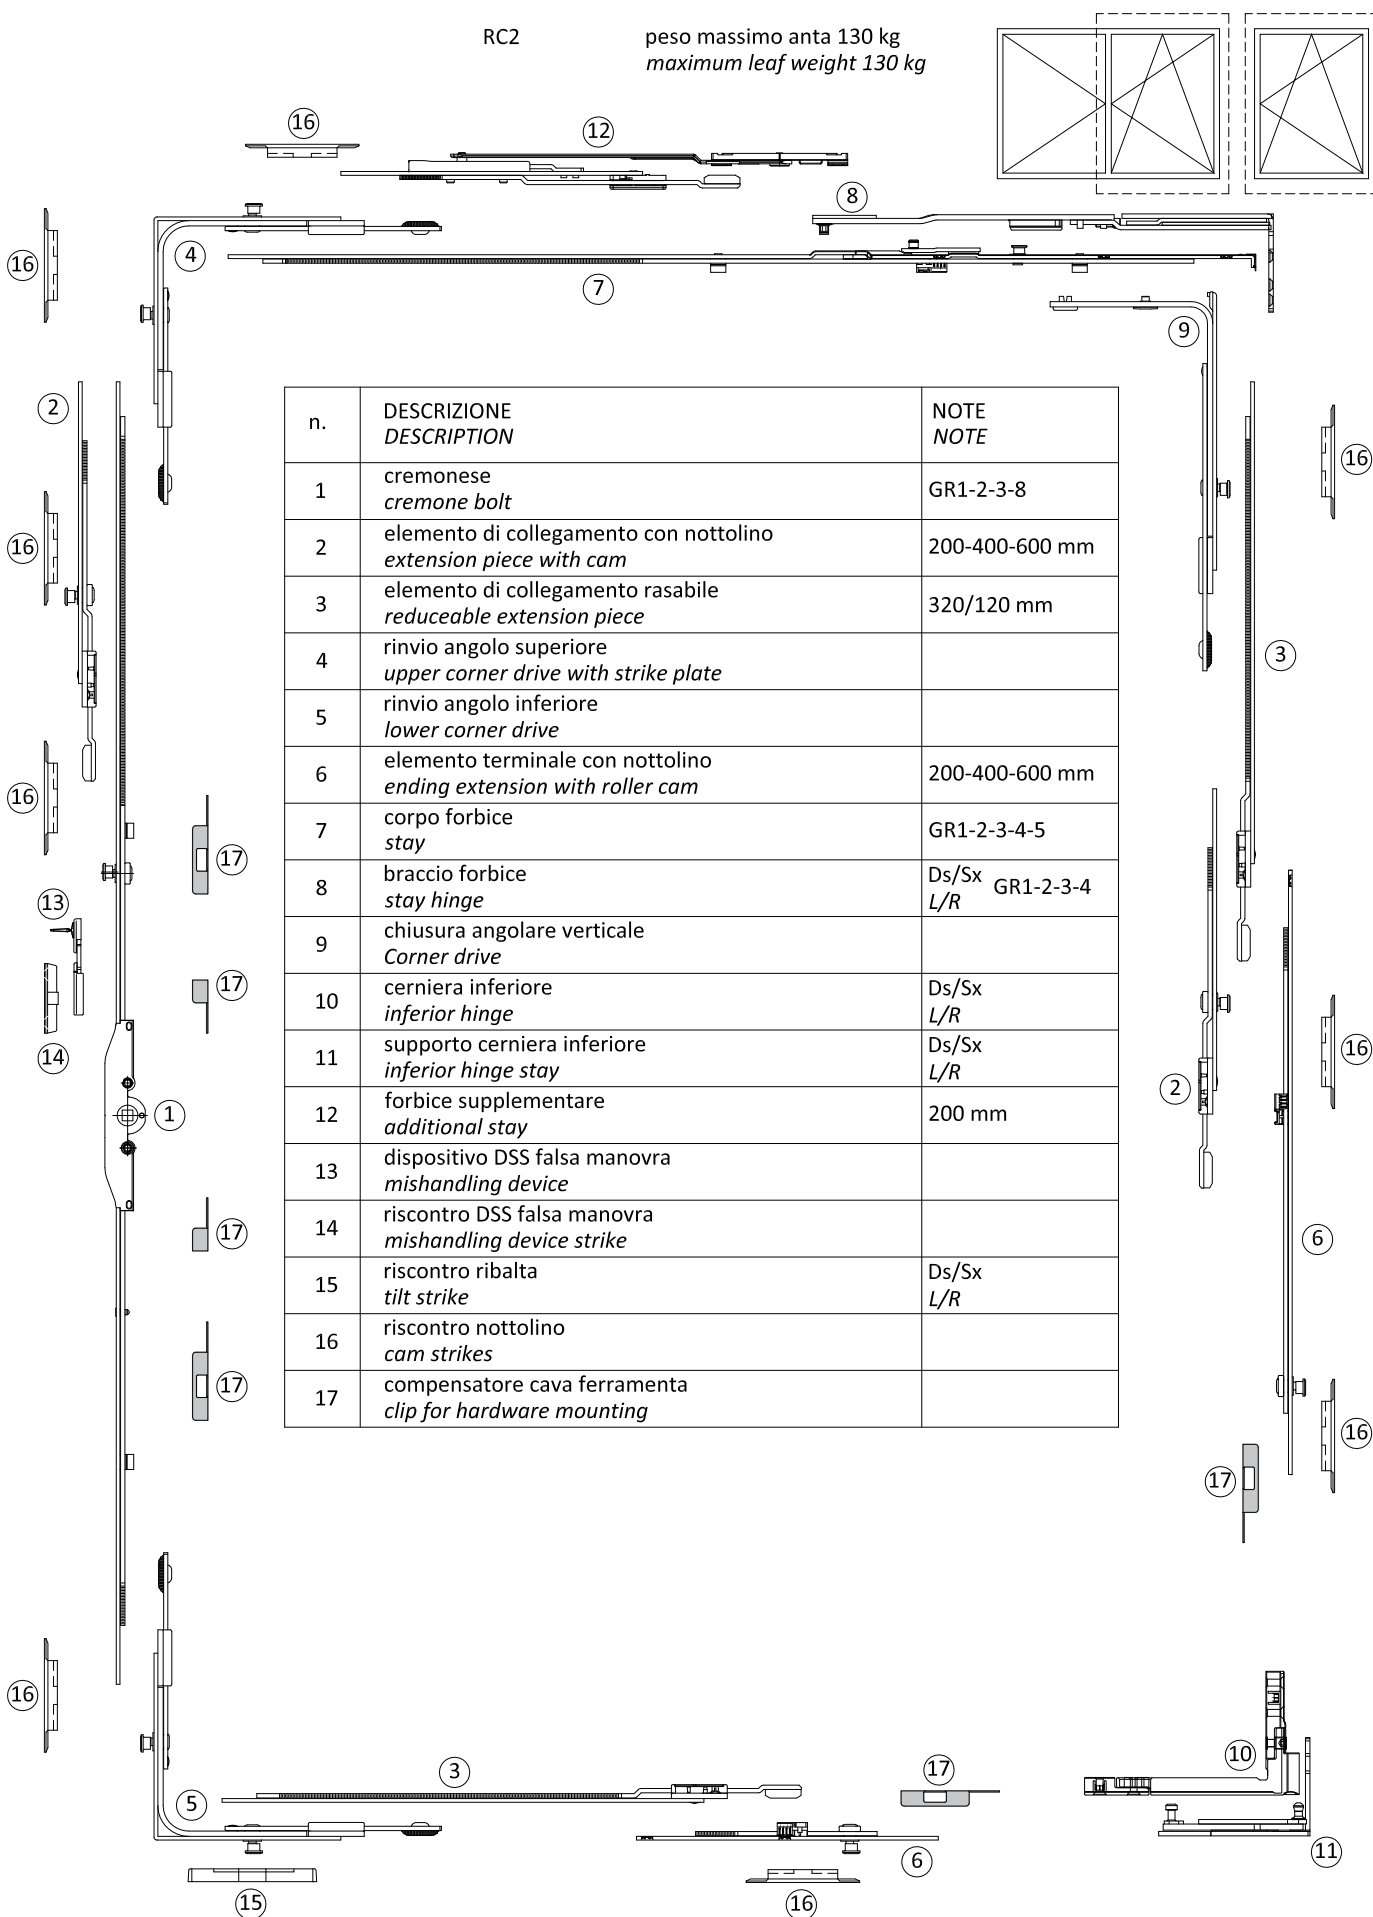 RC2
peso massimo anta 130 kg
maximum leaf weight 130 kg
16
12
8
16
4
7
9
2
16
16
3
16
17
13
17
14
16
2
1
17
6
17
16
17
16
3
17
10
5
6
11
15
16
n. DESCRIZIONE NOTE
DESCRIPTION NOTE
1 cremonese GR1-2-3-8
cremone bolt
2 elemento di collegamento con nottolino 200-400-600 mm
extension piece with cam
3 elemento di collegamento rasabile 320/120 mm
reduceable extension piece
4 rinvio angolo superiore
upper corner drive with strike plate
5 rinvio angolo inferiore
lower corner drive
6 elemento terminale con nottolino 200-400-600 mm
ending extension with roller cam
7 corpo forbice GR1-2-3-4-5
stay
8 braccio forbice Ds/Sx GR1-2-3-4
stay hinge L/R
9 chiusura angolare verticale
Corner drive
10 cerniera inferiore Ds/Sx
inferior hinge L/R
11 supporto cerniera inferiore Ds/Sx
inferior hinge stay L/R
12 forbice supplementare 200 mm
additional stay
13 dispositivo DSS falsa manovra
mishandling device
14 riscontro DSS falsa manovra
mishandling device strike
15 riscontro ribalta Ds/Sx
tilt strike L/R
16 riscontro nottolino
cam strikes
17 compensatore cava ferramenta
clip for hardware mounting